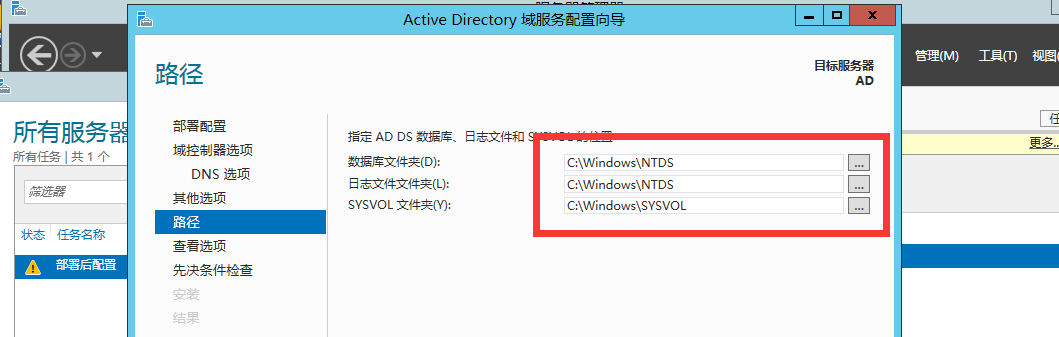 Active Directory 域服务配置向导
管理(M) 工具(T) 视图(
路径
目标服务器
AD
部署配置
域控制器选项
DNS 选项
其他选项
路径
查看选项
先决条件检查
安装
结果
指定 AD DS 数据库、日志文件和 SYSVOL 的位置
数据库文件夹(D): C:\Windows\NTDS ...
日志文件文件夹(L): C:\Windows\NTDS ...
SYSVOL 文件夹(Y): C:\Windows\SYSVOL ...
所有服务器
所有任务 | 共 1 个
筛选器
状态 任务名称
部署后配置
更多...